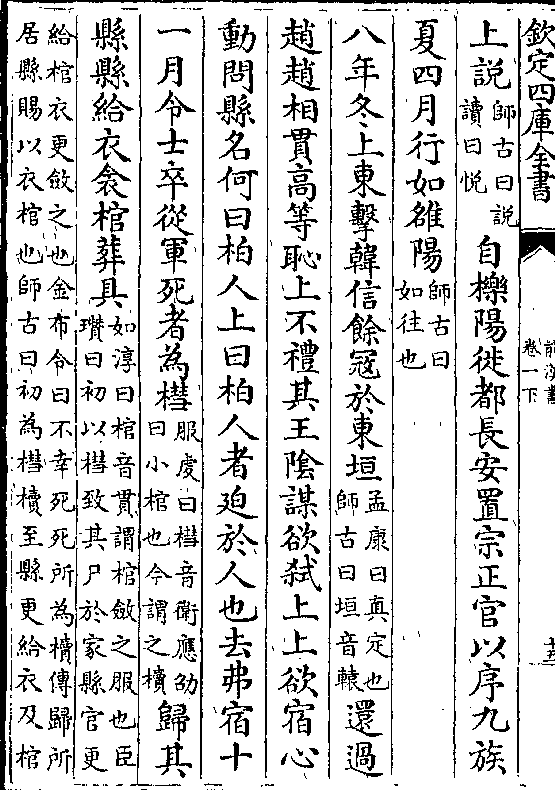 欽定四庫全書
前漢書
卷一下
上說師古曰說讀曰悅自櫟陽徙都長安置宗正官以序九族
夏四月行如雒陽師古曰如往也
八年冬上東擊韓信餘冦於東垣孟康曰真定也師古曰垣音轅還過
趙趙相貫高等恥上不禮其王陰謀欲弑上上欲宿心
動問縣名何曰柏人上曰柏人者迫於人也去弗宿十
一月令士卒從軍死者為槥服虔曰槥音衛應劭曰小棺也今謂之櫝歸其
縣縣給衣衾棺葬具如淳曰棺音貫謂棺斂之服也臣瓚曰初以槥致其尸於家縣官更
給棺衣更斂之也金布令曰不幸死死所為櫝傳歸所居縣賜以衣棺也師古曰初為槥櫝至縣更給衣及棺